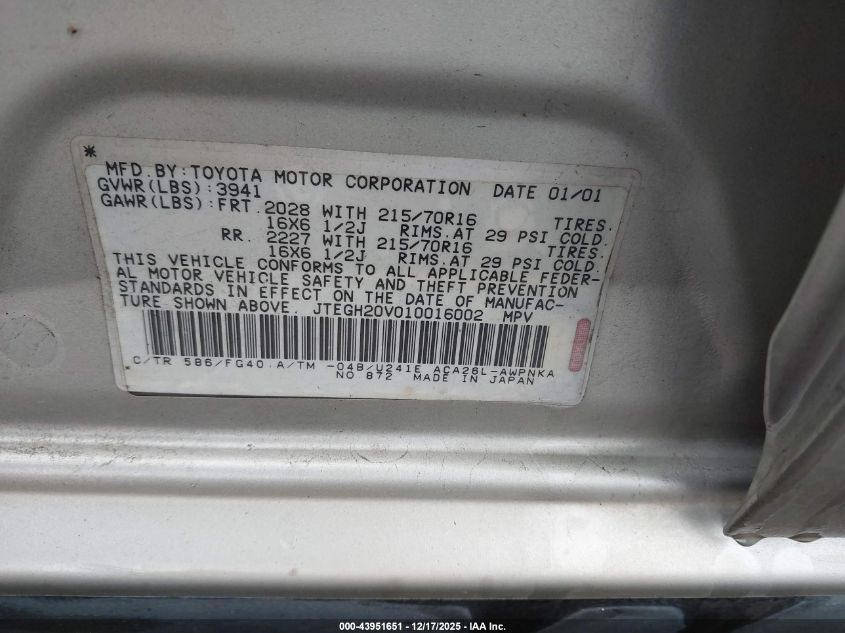 *
MFD.BY:TOYOTA MOTOR CORPORATION DATE 01/01
GVWR(LBS):3941
GAWR(LBS):FRT.2028 WITH 215/70R16 TIRES.
16X6 1/2J RIMS.AT 29 PSI COLD.
RR. 2227 WITH 215/70R16 TIRES.
16X6 1/2J RIMS.AT 29 PSI COLD.
THIS VEHICLE CONFORMS TO ALL APPLICABLE FEDER-
AL MOTOR VEHICLE SAFETY AND THEFT PREVENTION
STANDARDS IN EFFECT ON THE DATE OF MANUFAC-
TURE SHOWN ABOVE. JTEGH20V010016002 MPV
C/TR 586/FG40 A/TM -04B/U241E ACA26L-AWPNKA
NO.872 MADE IN JAPAN
000-43951651 - 12/17/2025 - IAA Inc.